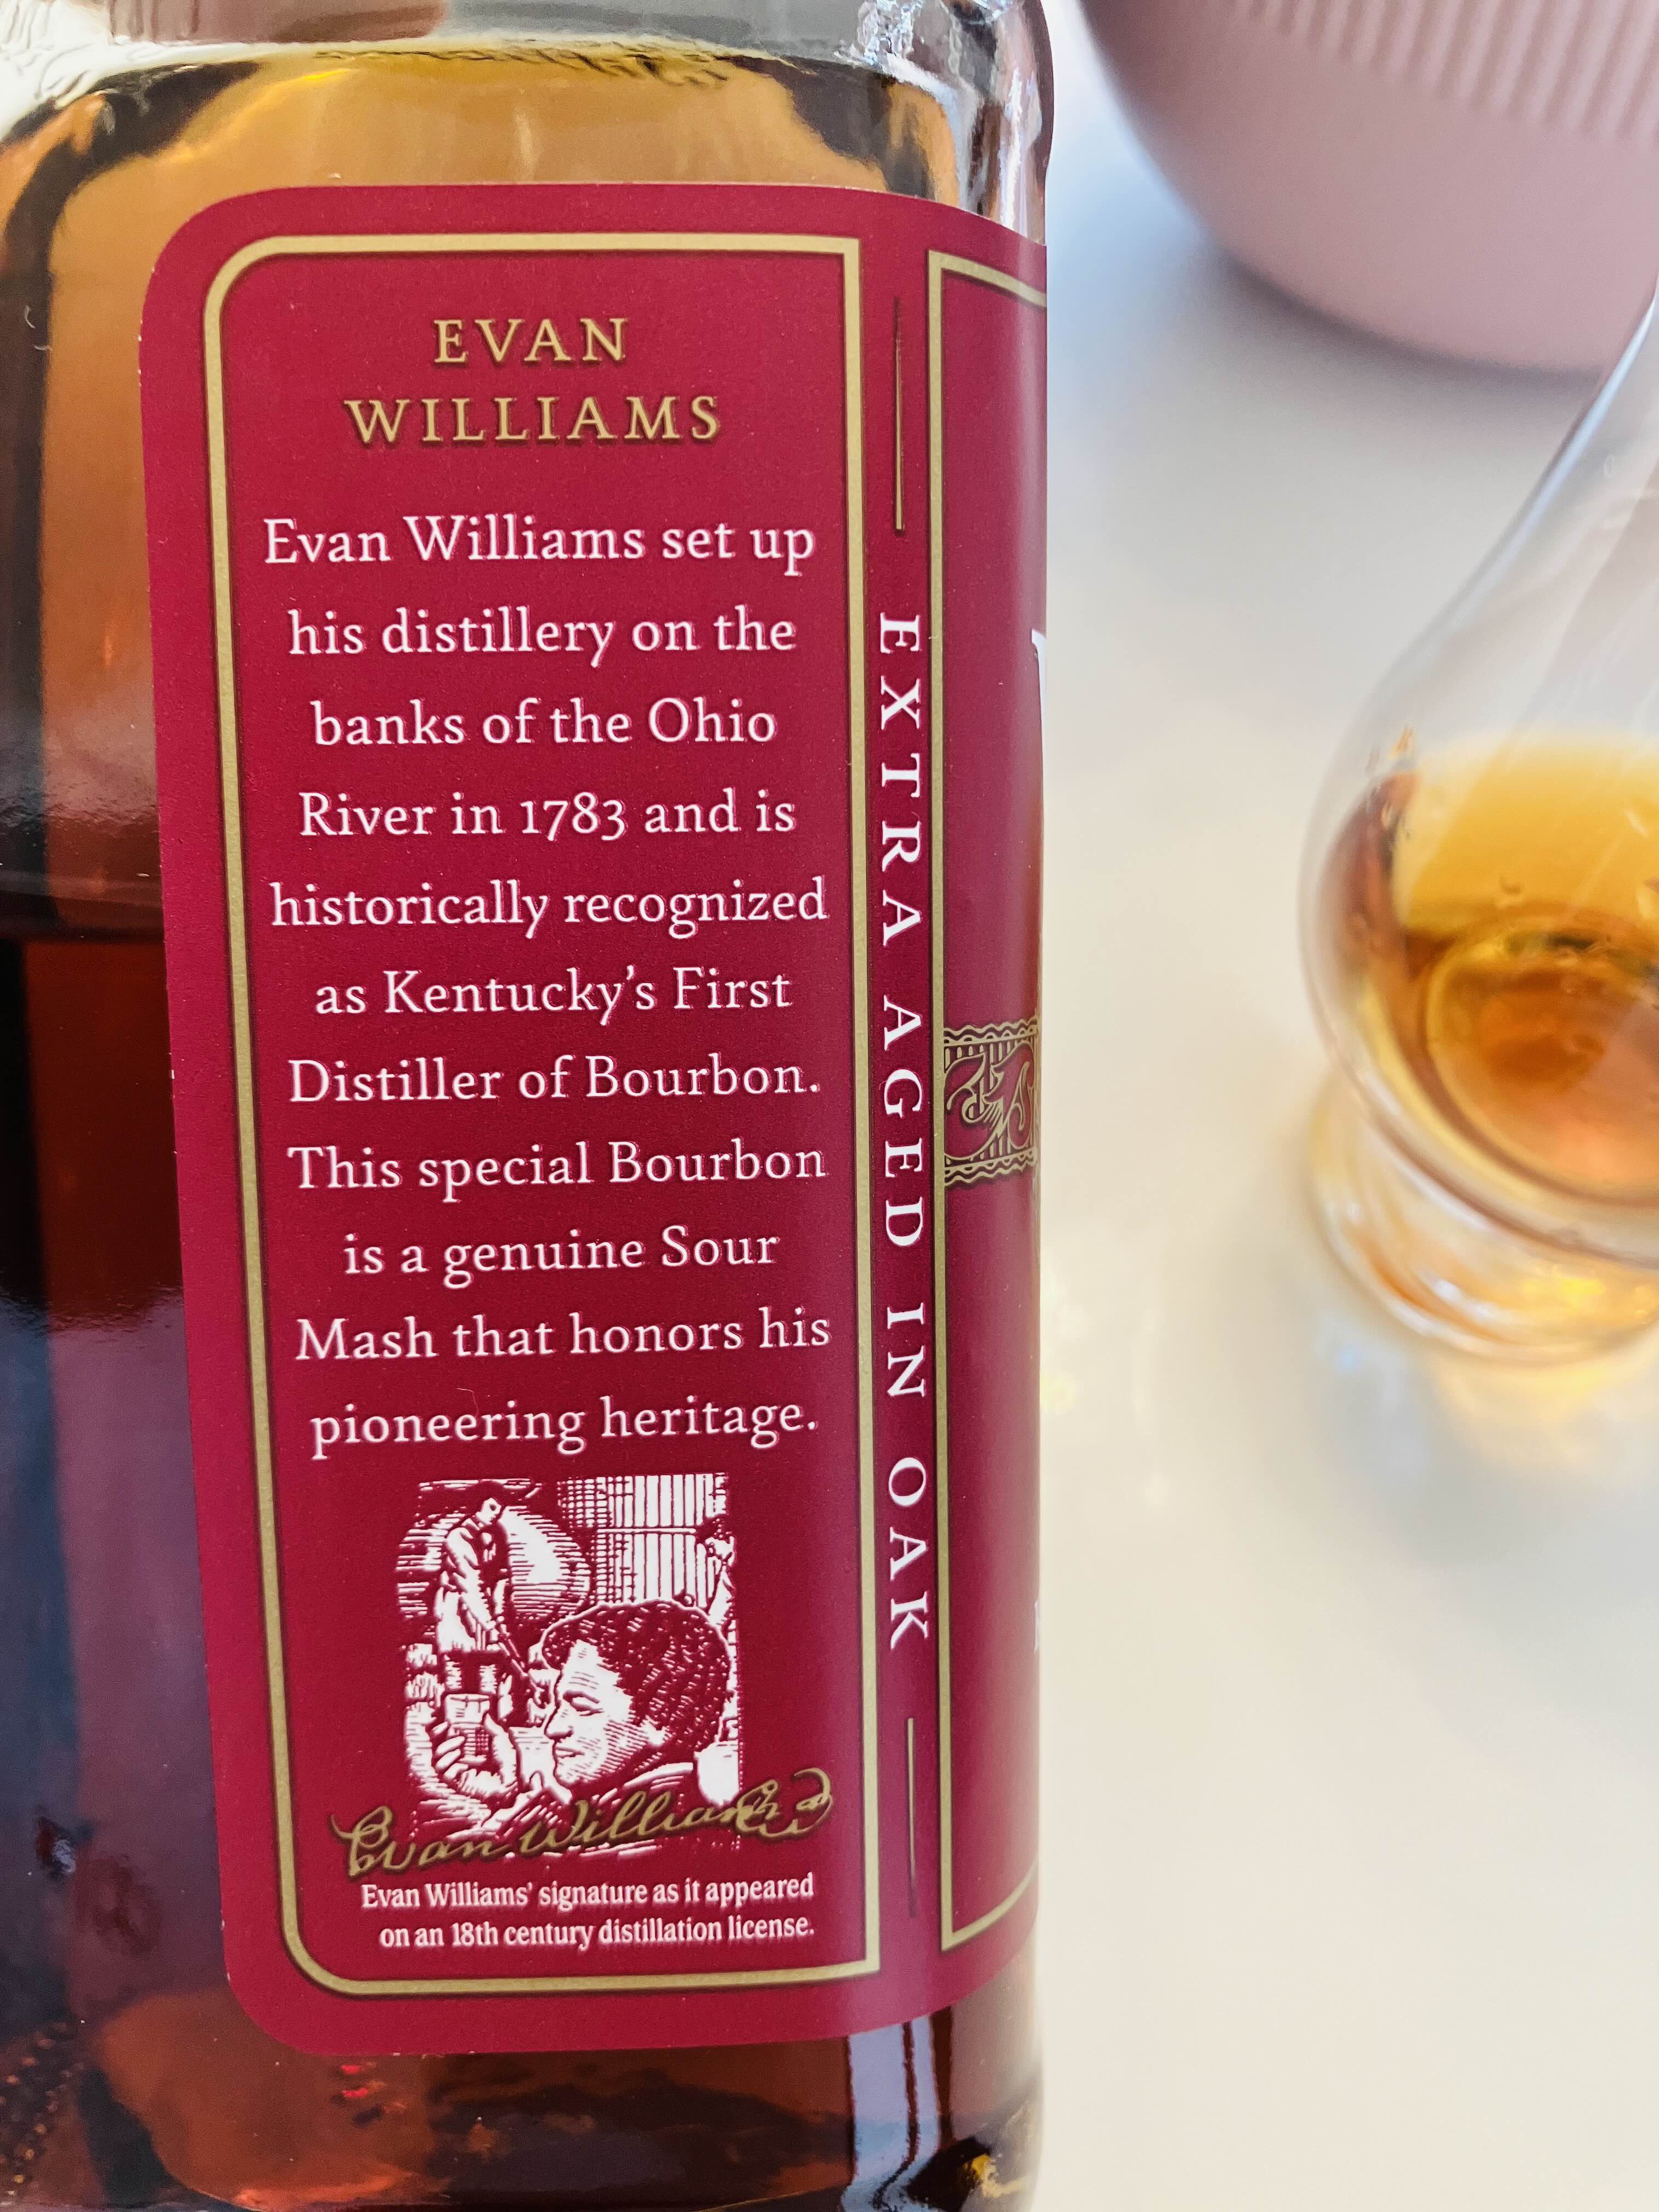 EVAN
WILLIAMS
Evan Williams set up
his distillery on the
banks of the Ohio
River in 1783 and is
historically recognized
as Kentucky's First
Distiller of Bourbon.
This special Bourbon
is a genuine Sour
Mash that honors his
pioneering heritage.
Evan Williams
Evan Williams' signature as it appeared
on an 18th century distillation license.
EXTRA AGED IN OAK